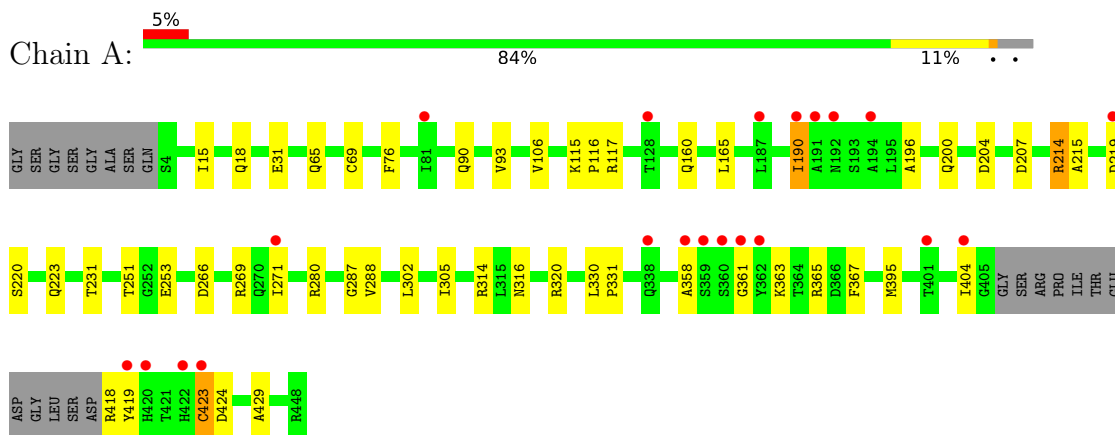 5%
Chain A:
84% 11% • •
GLY SER GLY SER GLY ALA SER GLN S4 I15 Q18 E31 Q65 C69 F76 I81 Q90 V93 V106 K115 P116 R117 T128 Q160 L165 L187 I190 A191 N192 S193 A194 L195 A196 Q200 D204 D207 R214 A215 D219
S220 Q223 T231 T251 G252 E253 D266 R269 Q270 I271 R280 G287 V288 L302 I305 R314 L315 N316 R320 L330 P331 Q338 A358 S359 S360 G361 Y362 K363 T364 R365 D366 F367 M395 T401 I404 G405 GLY SER ARG PRO ILE THR GLU
ASP GLY LEU SER ASP R418 Y419 H420 T421 H422 C423 D424 A429 R448